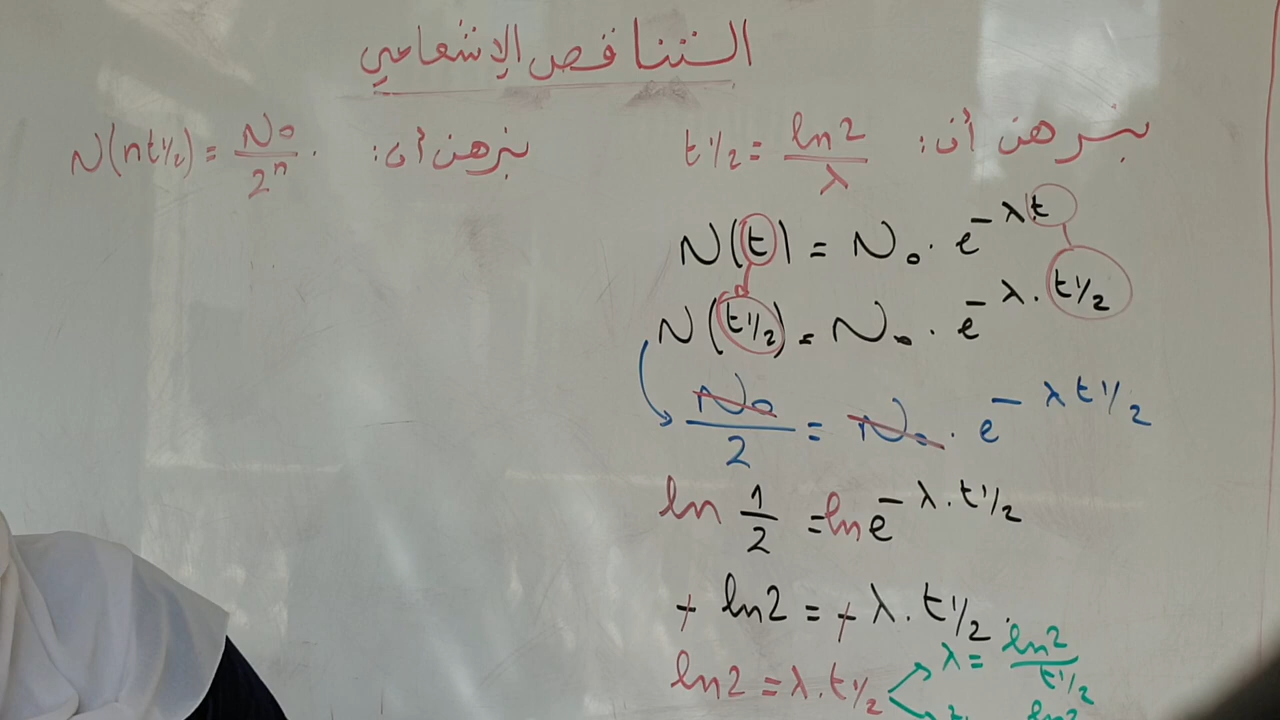 التناقص الإشعاعي
نبرهن أن: t1/2 = ln2/λ
N(t) = N₀ . e^(-λt)
N(t1/2) = N₀ . e^(-λ.t1/2)
N₀/2 = N₀ . e^(-λt1/2)
ln 1/2 = ln e^(-λ.t1/2)
+ ln2 = + λ.t1/2
ln2 = λ.t1/2
λ = ln2/t1/2
ln2
نبرهن أن: N(nt1/2) = N₀/2ⁿ .